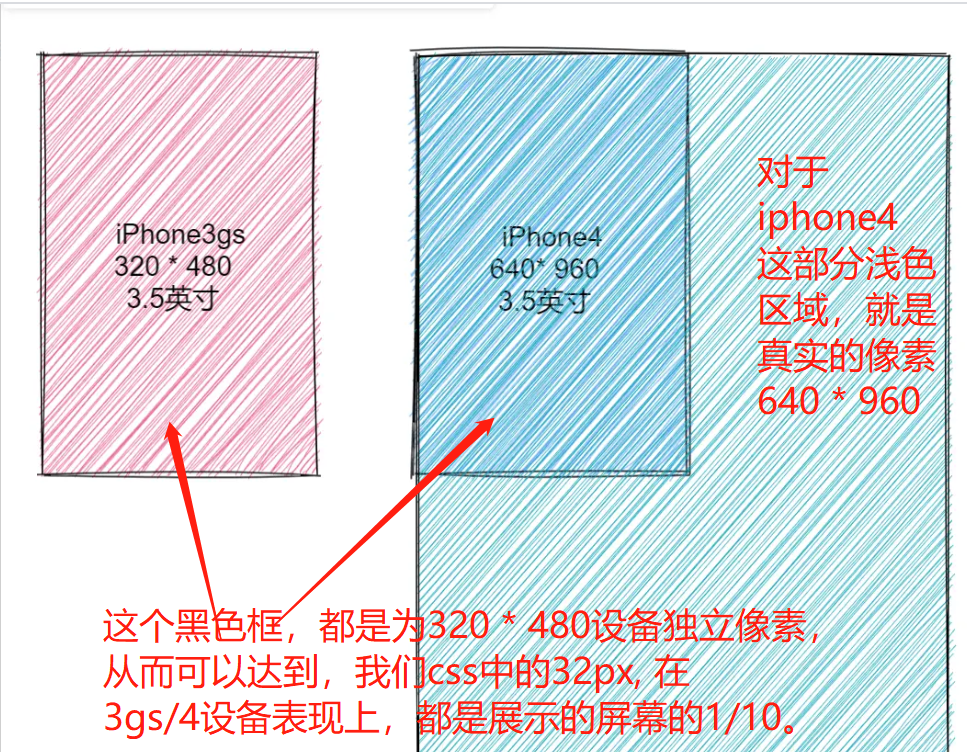 iPhone3gs
320 * 480
3.5英寸
iPhone4
640* 960
3.5英寸
对于
iphone4
这部分浅色
区域，就是
真实的像素
640 * 960
这个黑色框，都是为320 * 480设备独立像素，
从而可以达到，我们css中的32px, 在
3gs/4设备表现上，都是展示的屏幕的1/10。